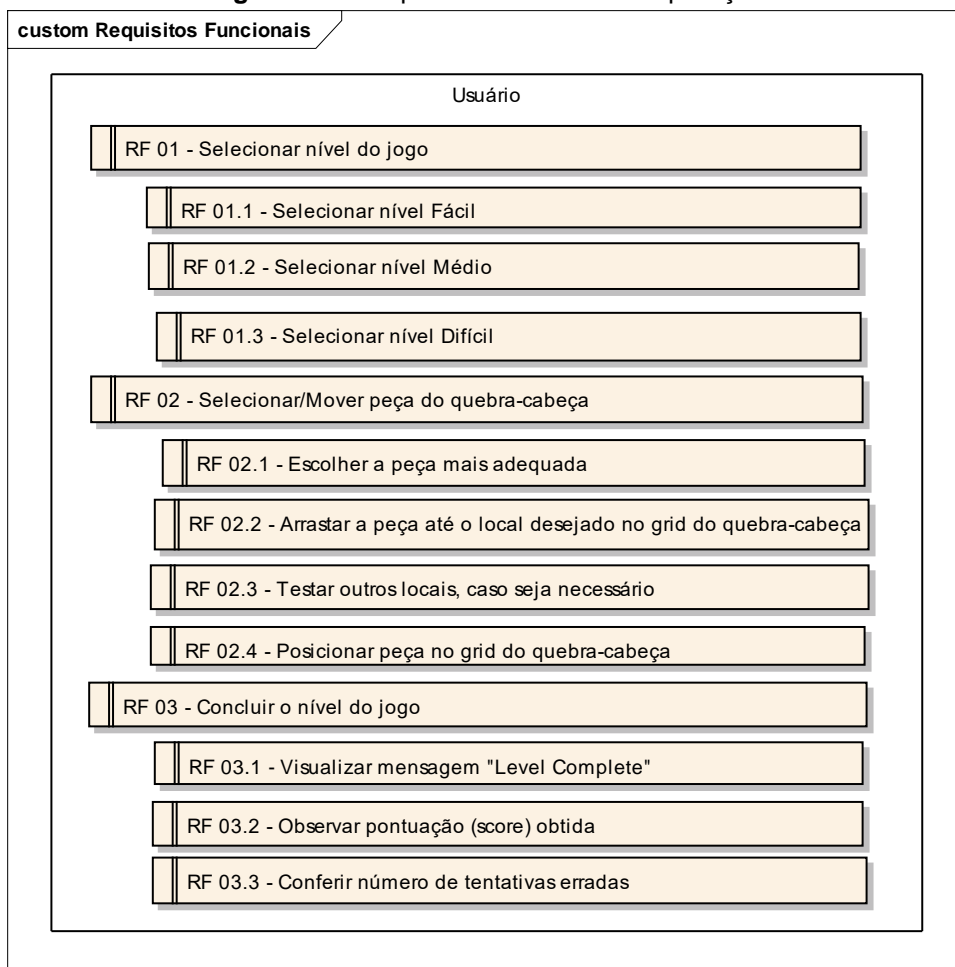 custom Requisitos Funcionais
Usuário
RF 01 - Selecionar nível do jogo
RF 01.1 - Selecionar nível Fácil
RF 01.2 - Selecionar nível Médio
RF 01.3 - Selecionar nível Difícil
RF 02 - Selecionar/Mover peça do quebra-cabeça
RF 02.1 - Escolher a peça mais adequada
RF 02.2 - Arrastar a peça até o local desejado no grid do quebra-cabeça
RF 02.3 - Testar outros locais, caso seja necessário
RF 02.4 - Posicionar peça no grid do quebra-cabeça
RF 03 - Concluir o nível do jogo
RF 03.1 - Visualizar mensagem "Level Complete"
RF 03.2 - Observar pontuação (score) obtida
RF 03.3 - Conferir número de tentativas erradas